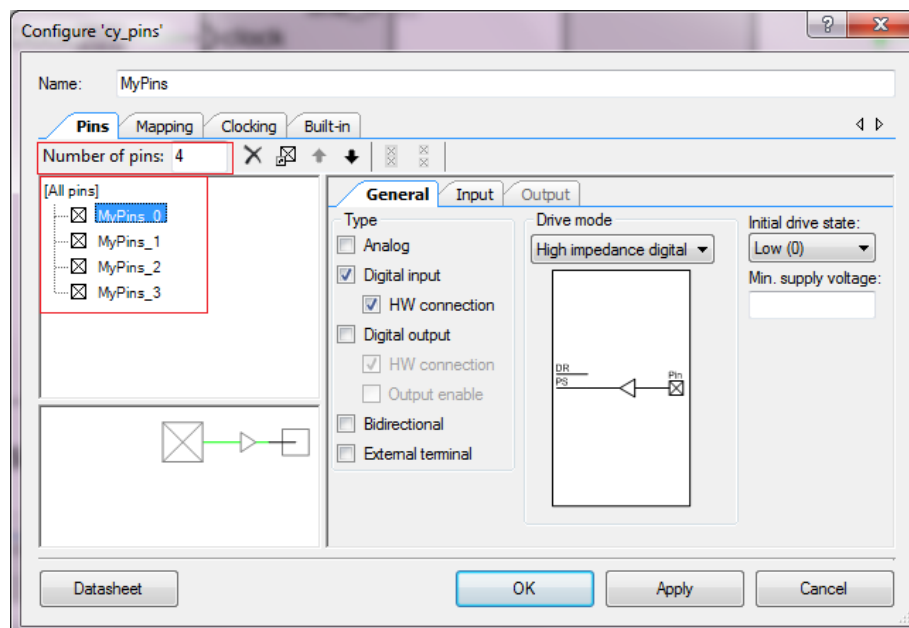 Configure 'cy_pins'
clock
Name: MyPins
Pins Mapping Clocking Built-in
Number of pins: 4
[All pins]
MyPins_0
MyPins_1
MyPins_2
MyPins_3
General Input Output
Type
Analog
Digital input
HW connection
Digital output
HW connection
Output enable
Bidirectional
External terminal
Drive mode
High impedance digital
DR
PS
Pin
Initial drive state:
Low (0)
Min. supply voltage:
Datasheet OK Apply Cancel